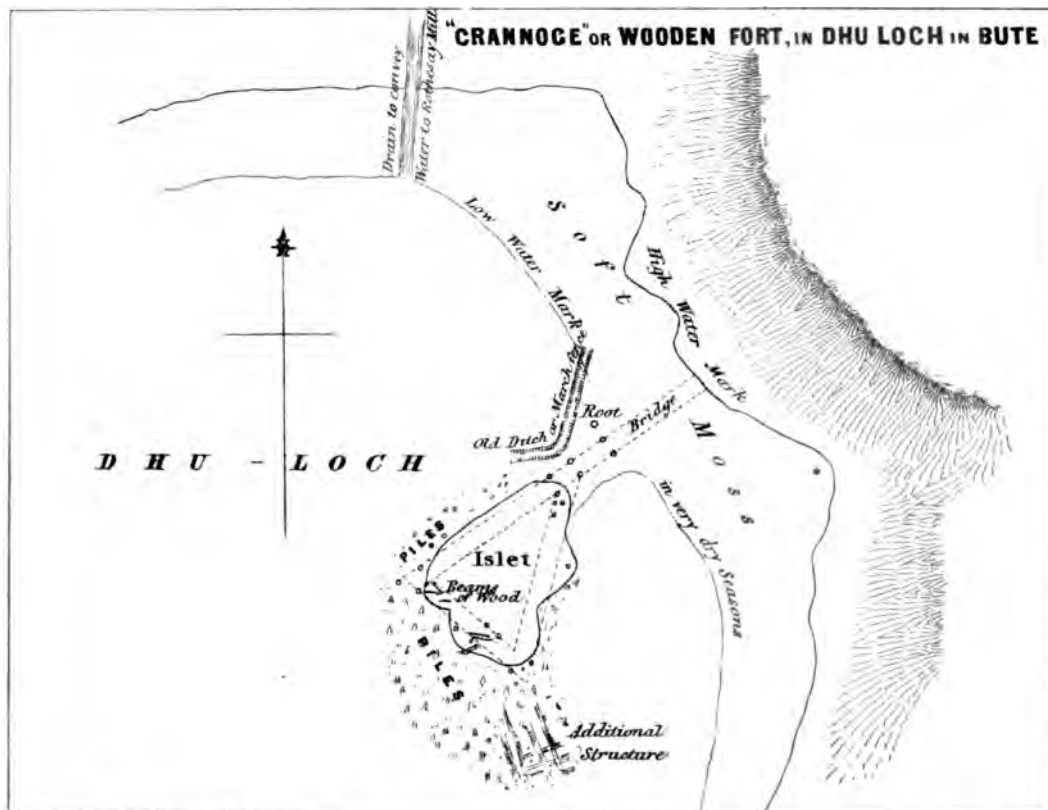 "CRANNOGE" OR WOODEN FORT, IN DHU LOCH IN BUTE
Drain to convey
Water to Rothesay Mill
Low Water Mark
Soft
High Water Mark
Old Ditch or March fence
Root
Bridge
Moss
DHU-LOCH
in very dry Seasons
PILES
Islet
Beams
of Wood
PILES
Additional
Structure